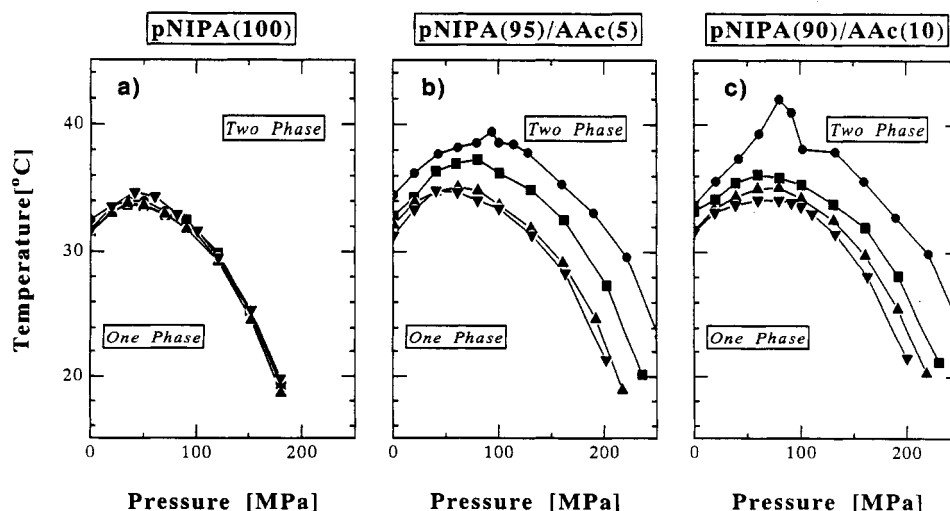 pNIPA(100)
pNIPA(95)/AAc(5)
pNIPA(90)/AAc(10)
Temperature[°C]
40
30
20
a)
Two Phase
One Phase
b)
Two Phase
One Phase
c)
Two Phase
One Phase
0 100 200
0 100 200
0 100 200
Pressure [MPa]
Pressure [MPa]
Pressure [MPa]